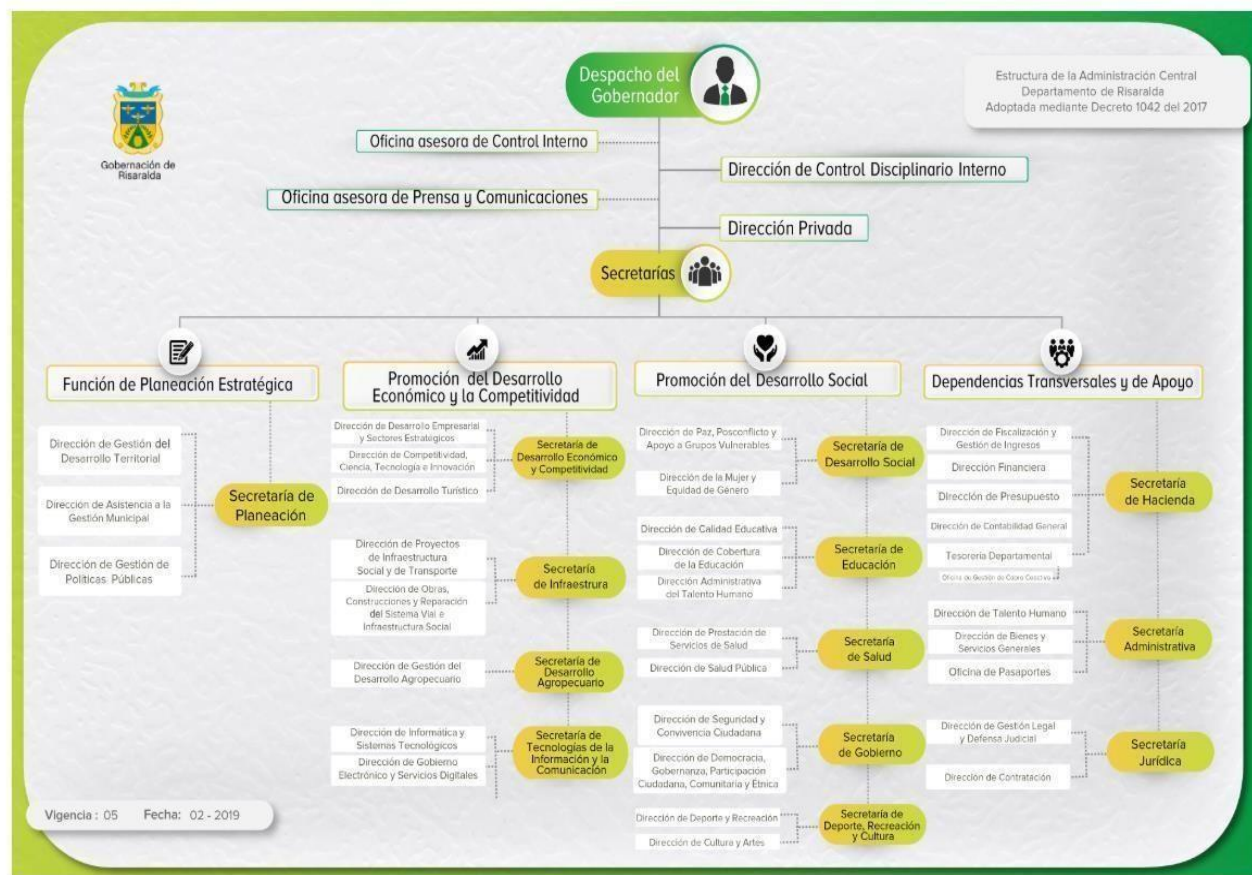 Despacho del
Gobernador
Estructura de la Administración Central
Departamento de Risaralda
Adoptada mediante Decreto 1042 del 2017
Gobernación de
Risaralda
Oficina asesora de Control Interno
Dirección de Control Disciplinario Interno
Oficina asesora de Prensa y Comunicaciones
Dirección Privada
Secretarías
Función de Planeación Estratégica
Dirección de Gestión del
Desarrollo Territorial
Dirección de Asistencia a la
Gestión Municipal
Dirección de Gestión de
Políticas Públicas
Secretaría de
Planeación
Promoción del Desarrollo
Económico y la Competitividad
Dirección de Desarrollo Empresarial
y Sectores Estratégicos
Dirección de Competitividad,
Ciencia, Tecnología e Innovación
Dirección de Desarrollo Turístico
Secretaría de
Desarrollo Económico
y Competitividad
Dirección de Proyectos
de Infraestructura
Social y de Transporte
Dirección de Obras,
Construcciones y Reparación
del Sistema Vial e
Infraestructura Social
Secretaría
de Infraestrura
Dirección de Gestión del
Desarrollo Agropecuario
Secretaría de
Desarrollo
Agropecuario
Dirección de Informática y
Sistemas Tecnológicos
Dirección de Gobierno
Electrónico y Servicios Digitales
Secretaría de
Tecnologías de la
Información y la
Comunicación
Promoción del Desarrollo Social
Dirección de Paz, Posconflicto y
Apoyo a Grupos Vulnerables
Dirección de la Mujer y
Equidad de Género
Secretaría de
Desarrollo Social
Dirección de Calidad Educativa
Dirección de Cobertura
de la Educación
Dirección Administrativa
del Talento Humano
Secretaría de
Educación
Dirección de Prestación de
Servicios de Salud
Dirección de Salud Pública
Secretaría
de Salud
Dirección de Seguridad y
Convivencia Ciudadana
Dirección de Democracia,
Gobernanza, Participación
Ciudadana, Comunitaria y Étnica
Secretaría
de Gobierno
Dirección de Deporte y Recreación
Dirección de Cultura y Artes
Secretaría de
Deporte, Recreación
y Cultura
Dependencias Transversales y de Apoyo
Dirección de Fiscalización y
Gestión de Ingresos
Dirección Financiera
Dirección de Presupuesto
Dirección de Contabilidad General
Tesorería Departamental
Oficina de Gestión de Cobro Coactivo
Secretaría
de Hacienda
Dirección de Talento Humano
Dirección de Bienes y
Servicios Generales
Oficina de Pasaportes
Secretaría
Administrativa
Dirección de Gestión Legal
y Defensa Judicial
Dirección de Contratación
Secretaría
Jurídica
Vigencia : 05 Fecha: 02 - 2019